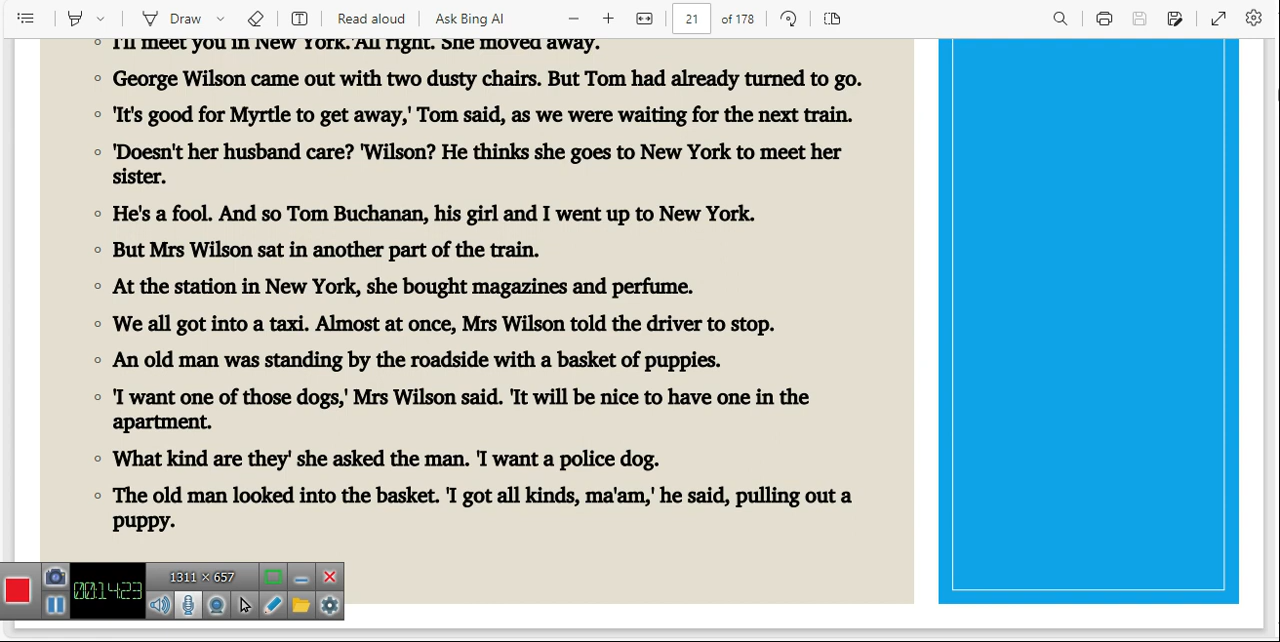 Draw
Read aloud
Ask Bing AI
21
of 178
I'll meet you in New York.'All right. She moved away.
George Wilson came out with two dusty chairs. But Tom had already turned to go.
'It's good for Myrtle to get away,' Tom said, as we were waiting for the next train.
'Doesn't her husband care? 'Wilson? He thinks she goes to New York to meet her
sister.
He's a fool. And so Tom Buchanan, his girl and I went up to New York.
But Mrs Wilson sat in another part of the train.
At the station in New York, she bought magazines and perfume.
We all got into a taxi. Almost at once, Mrs Wilson told the driver to stop.
An old man was standing by the roadside with a basket of puppies.
'I want one of those dogs,' Mrs Wilson said. 'It will be nice to have one in the
apartment.
What kind are they' she asked the man. 'I want a police dog.
The old man looked into the basket. 'I got all kinds, ma'am,' he said, pulling out a
puppy.
1311 × 657
00:14:23